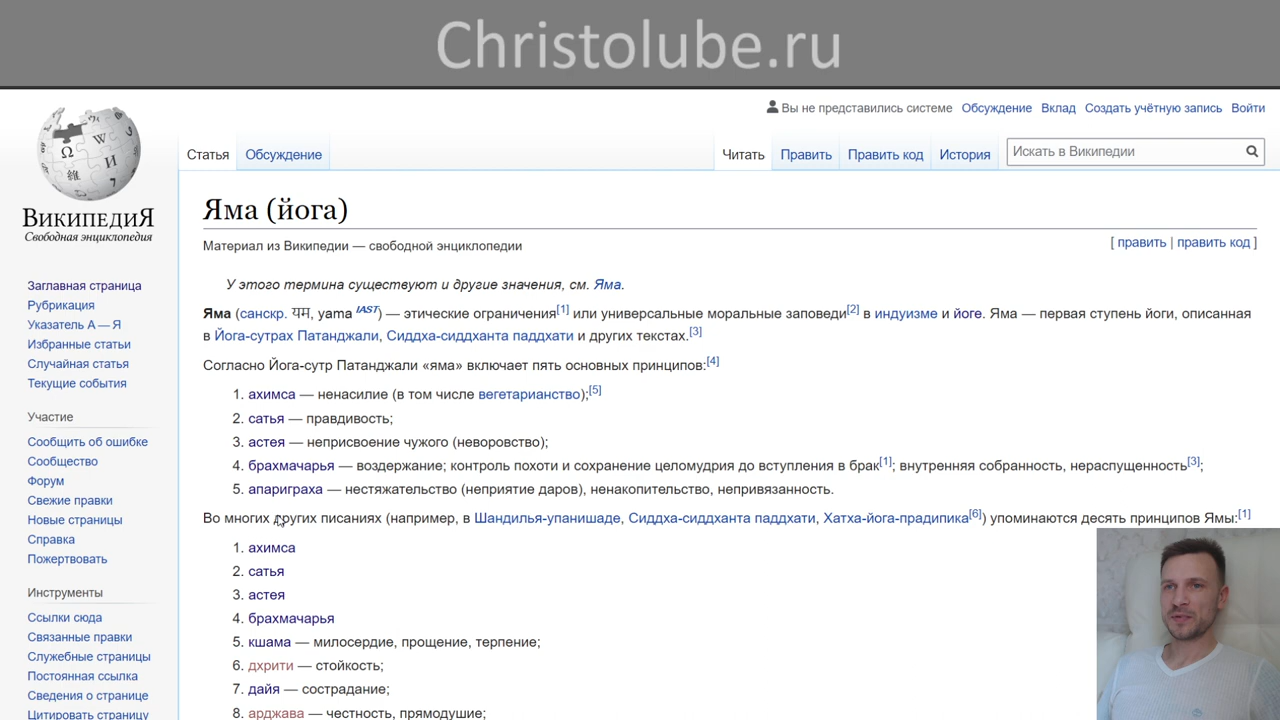 Christolube.ru
Вы не представились системе Обсуждение Вклад Создать учётную запись Войти
Статья Обсуждение Читать Править Править код История Искать в Википедии
ВИКИПЕДИЯ
Свободная энциклопедия
Яма (йога)
Материал из Википедии — свободной энциклопедии [ править | править код ]
У этого термина существуют и другие значения, см. Яма.
Яма (санскр. यम, yama IAST) — этические ограничения[1] или универсальные моральные заповеди[2] в индуизме и йоге. Яма — первая ступень йоги, описанная
в Йога-сутрах Патанджали, Сиддха-сиддханта паддхати и других текстах.[3]
Согласно Йога-сутр Патанджали «яма» включает пять основных принципов:[4]
1. ахимса — ненасилие (в том числе вегетарианство);[5]
2. сатья — правдивость;
3. астея — неприсвоение чужого (неворовство);
4. брахмачарья — воздержание; контроль похоти и сохранение целомудрия до вступления в брак[1]; внутренняя собранность, нераспущенность[3];
5. апариграха — нестяжательство (неприятие даров), ненакопительство, непривязанность.
Во многих других писаниях (например, в Шандилья-упанишаде, Сиддха-сиддханта паддхати, Хатха-йога-прадипика[6]) упоминаются десять принципов Ямы:[1]
1. ахимса
2. сатья
3. астея
4. брахмачарья
5. кшама — милосердие, прощение, терпение;
6. дхрити — стойкость;
7. дайя — сострадание;
8. арджава — честность, прямодушие;
Заглавная страница
Рубрикация
Указатель А — Я
Избранные статьи
Случайная статья
Текущие события
Участие
Сообщить об ошибке
Сообщество
Форум
Свежие правки
Новые страницы
Справка
Пожертвовать
Инструменты
Ссылки сюда
Связанные правки
Служебные страницы
Постоянная ссылка
Сведения о странице
Цитировать страницу